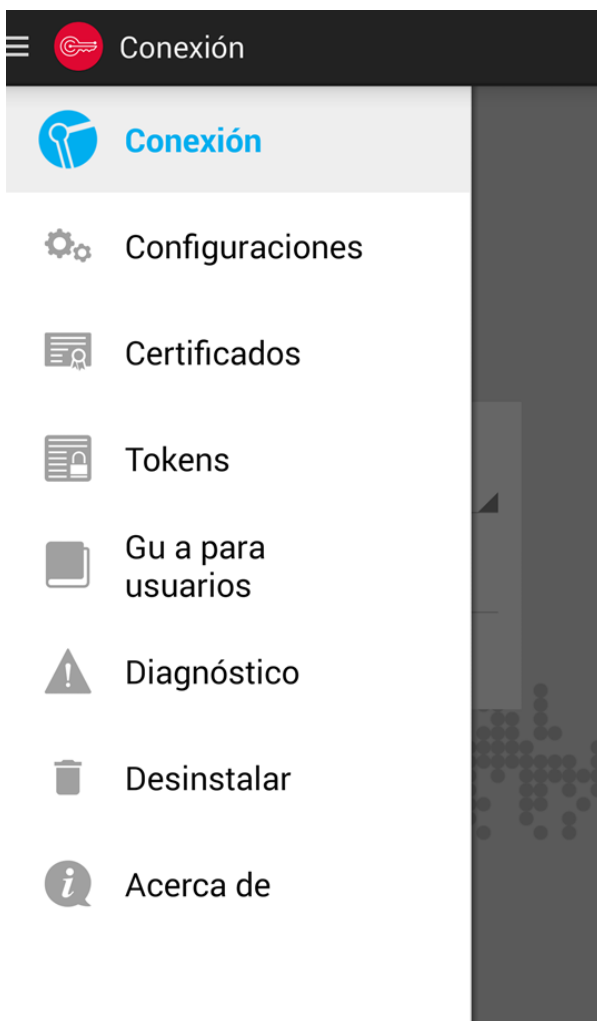 Conexión
Conexión
Configuraciones
Certificados
Tokens
Gu a para
usuarios
Diagnóstico
Desinstalar
Acerca de